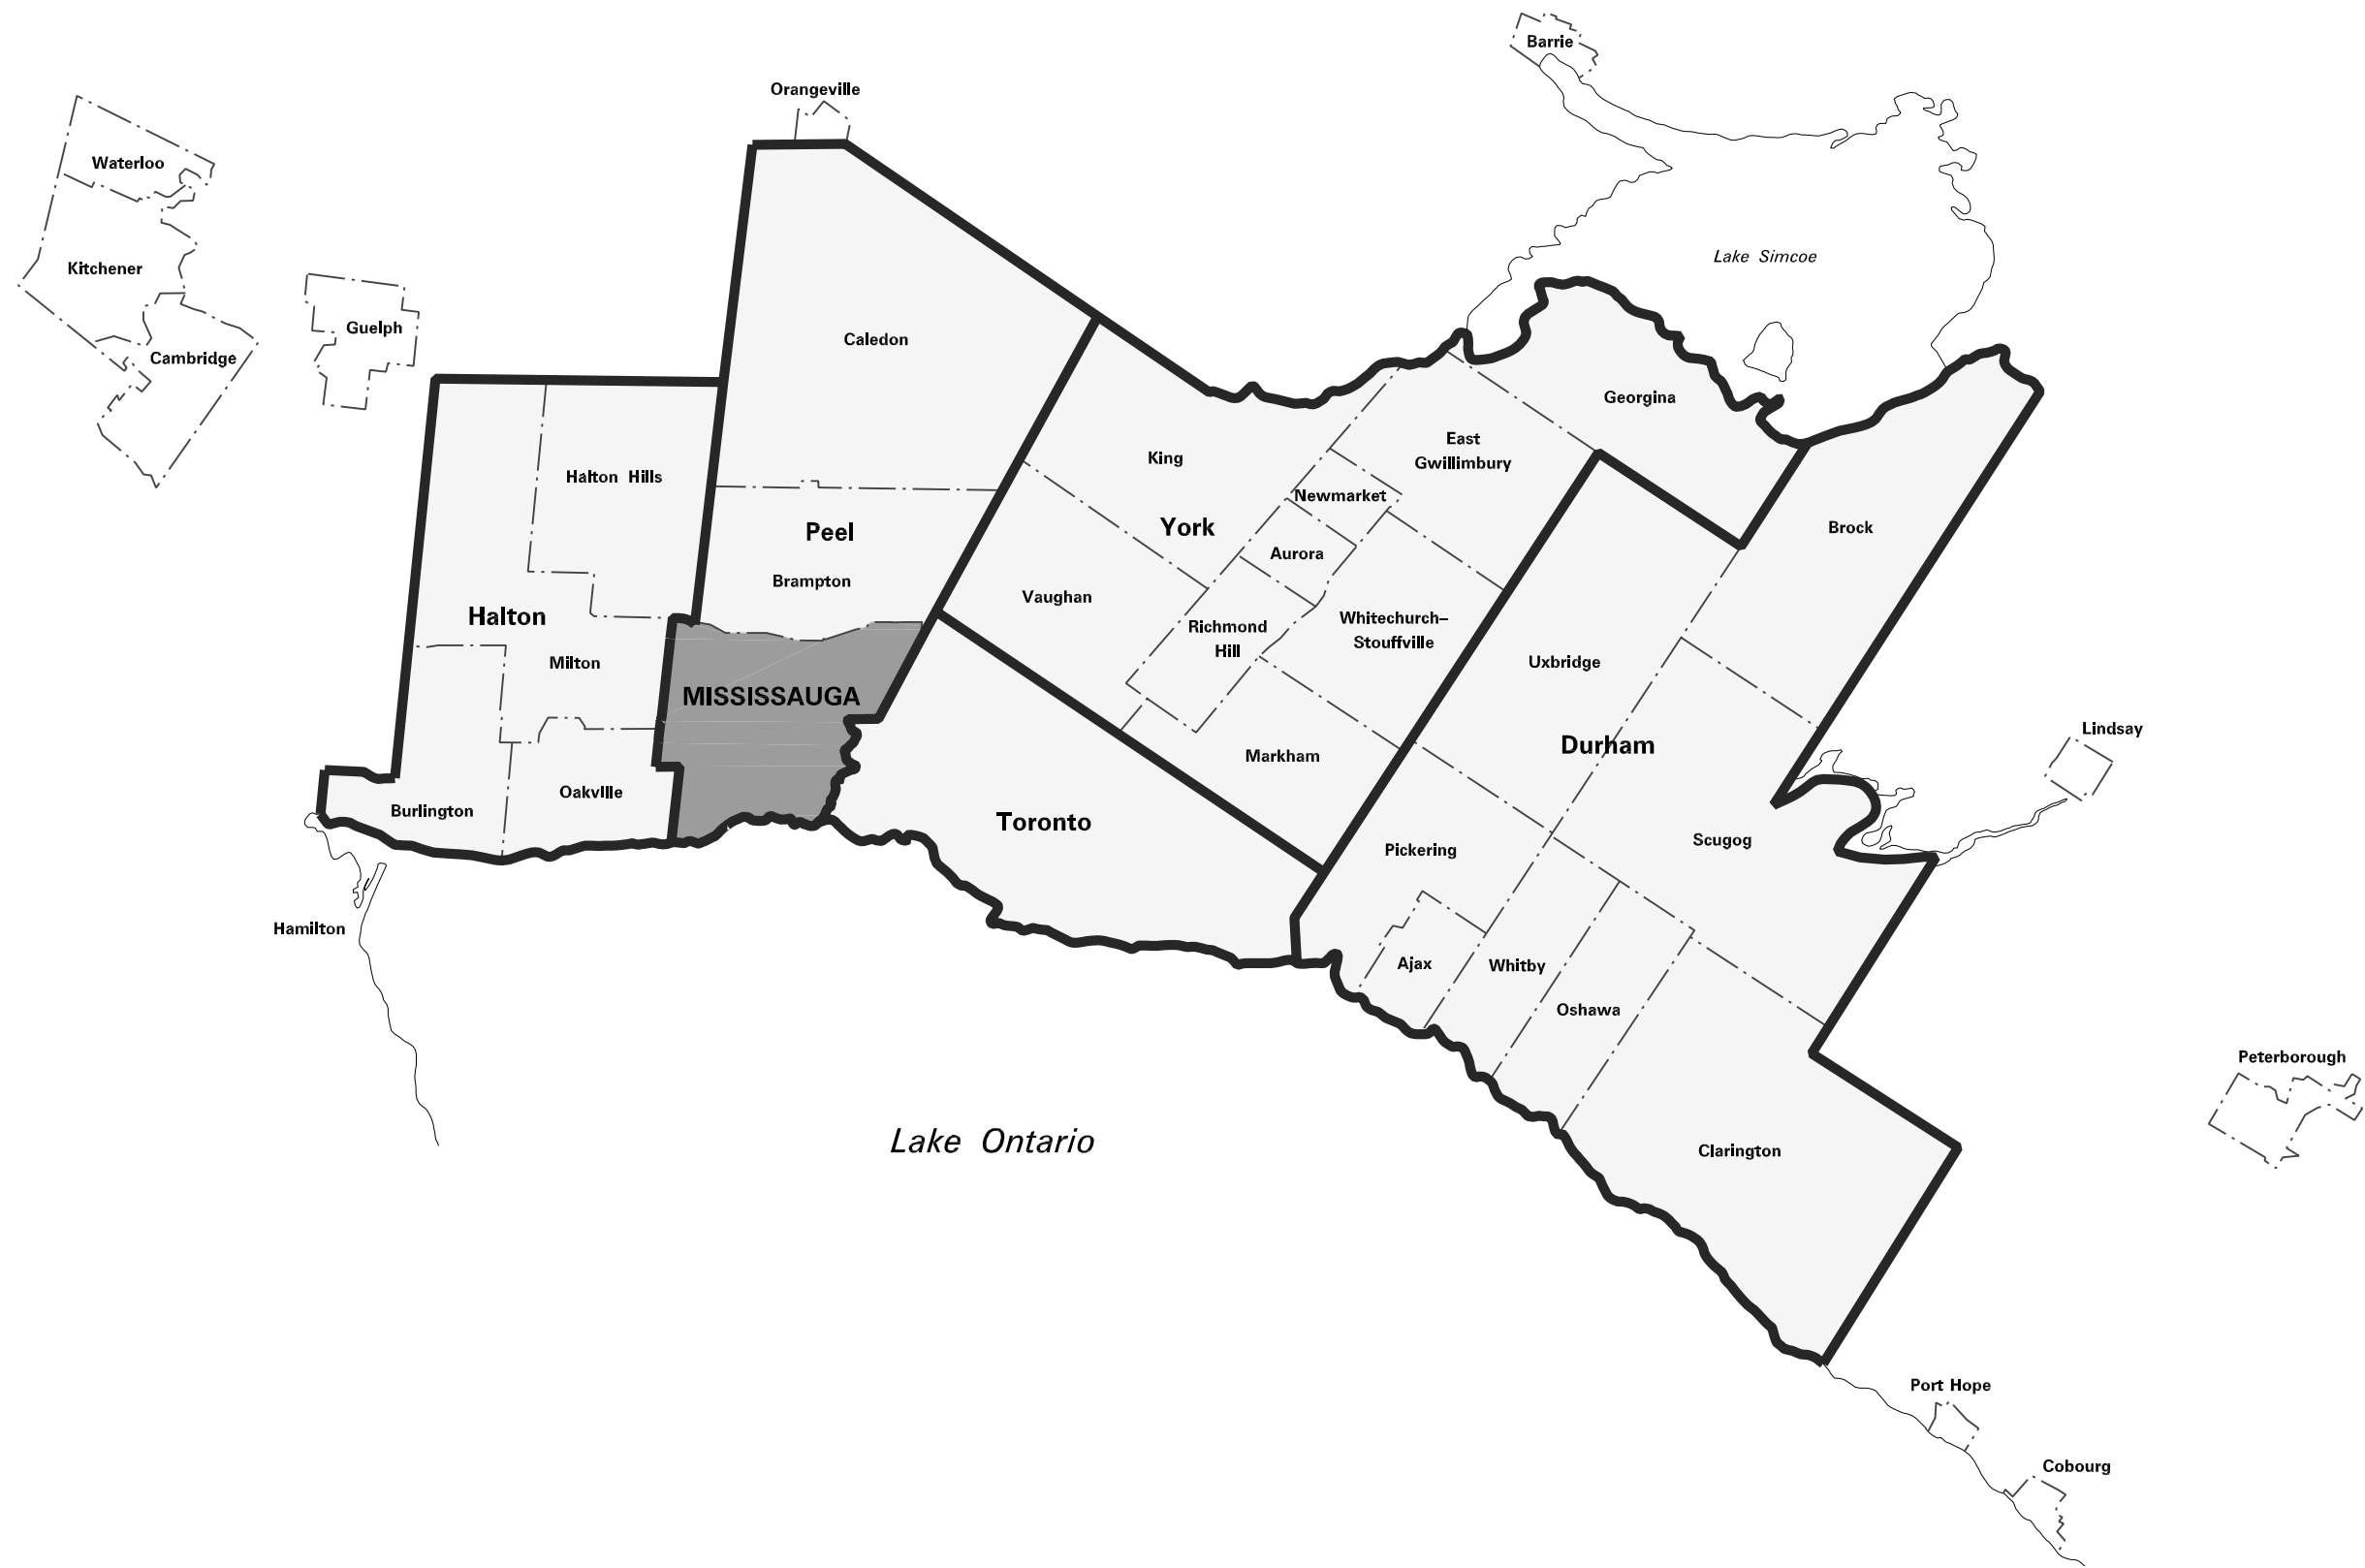 Barrie
Orangeville
Waterloo
Lake Simcoe
Kitchener
Guelph
Caledon
Cambridge
Georgina
East
Gwillimbury
King
Halton Hills
Newmarket
York
Brock
Peel
Aurora
Brampton
Vaughan
Halton
Whitechurch–
Stouffville
Richmond
Hill
Milton
Uxbridge
MISSISSAUGA
Lindsay
Durham
Markham
Oakville
Burlington
Toronto
Scugog
Pickering
Hamilton
Ajax
Whitby
Oshawa
Peterborough
Lake Ontario
Clarington
Port Hope
Cobourg